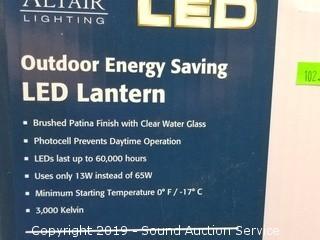 ALTAIR
LIGHTING
LED
Outdoor Energy Saving
LED Lantern
Brushed Patina Finish with Clear Water Glass
Photocell Prevents Daytime Operation
LEDs last up to 60,000 hours
Uses only 13W instead of 65W
Minimum Starting Temperature 0° F / -17° C
3,000 Kelvin
Copyright 2019 - Sound Auction Service